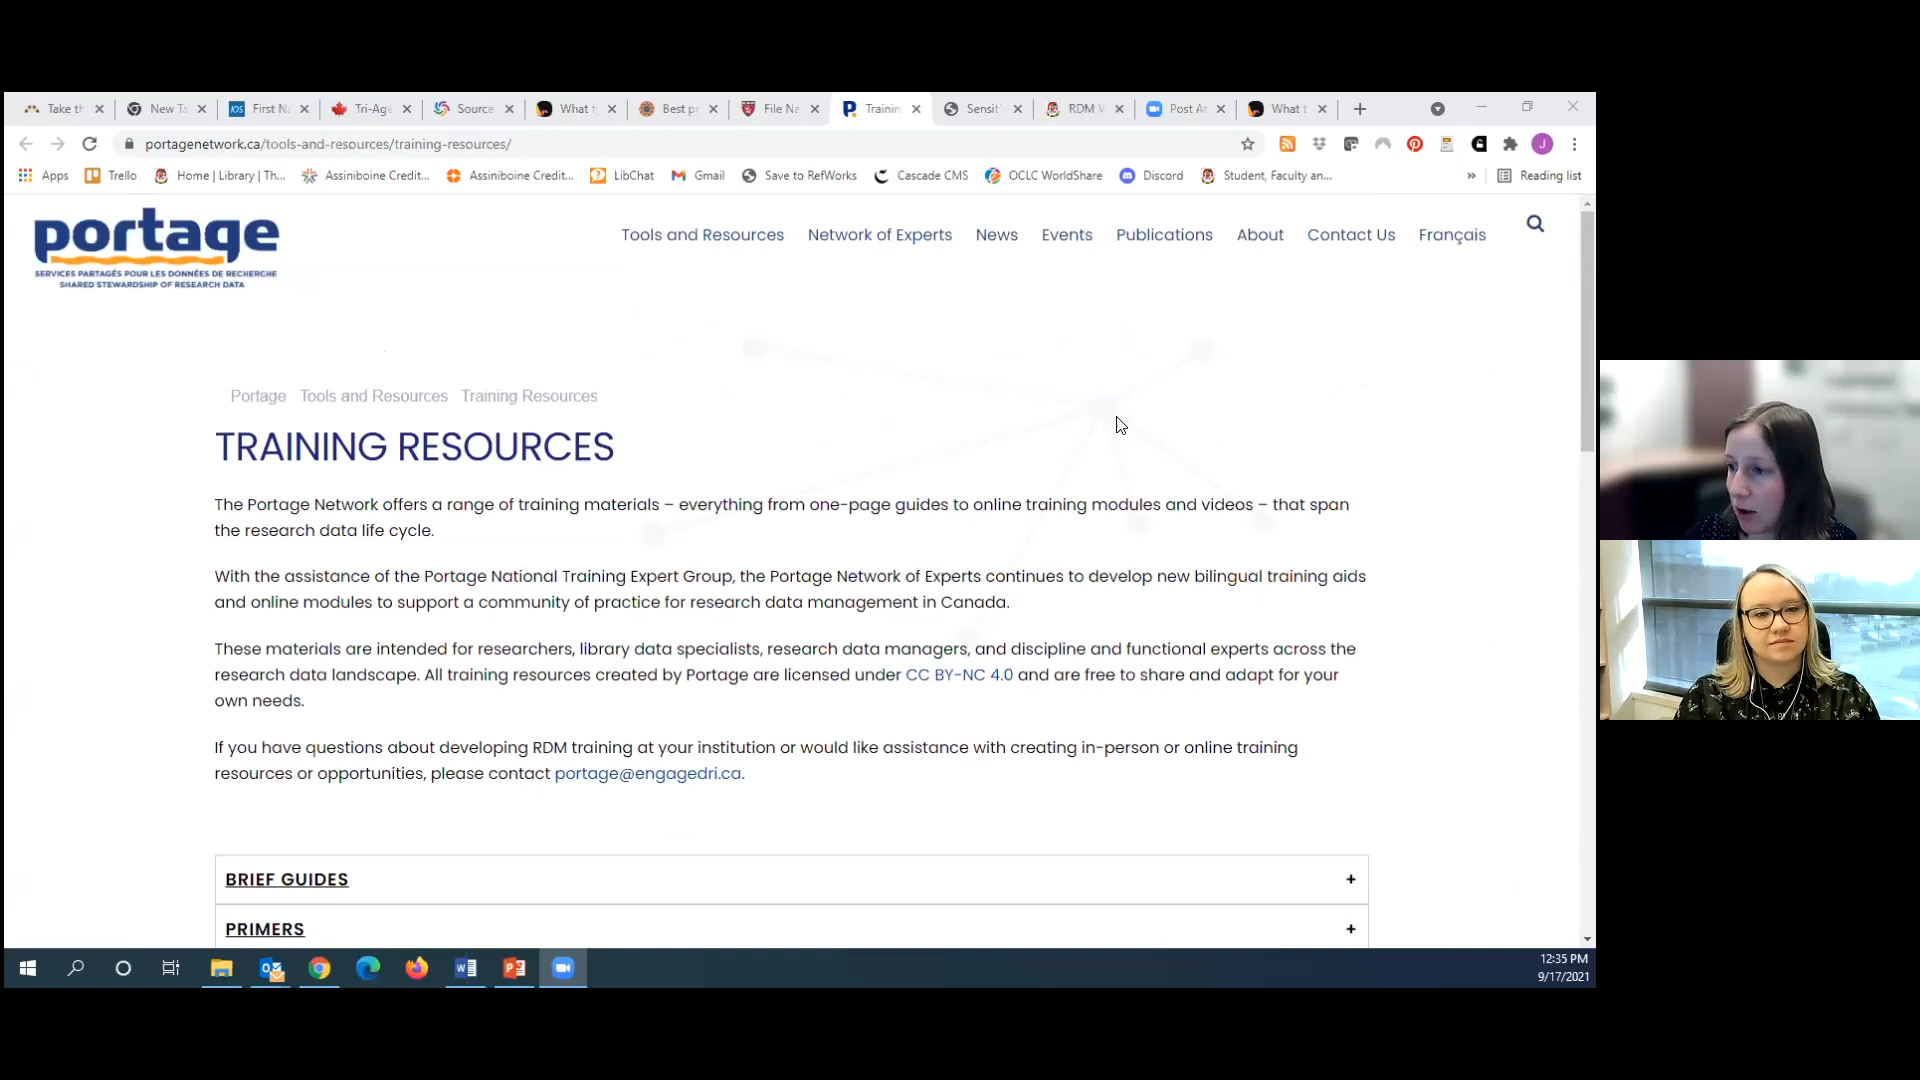 Take th
New Ta
First Na
Tri-Age
Source
What t
Best pr
File Na
Trainin
Sensit
RDM W
Post At
What t
portagenetwork.ca/tools-and-resources/training-resources/
J
Apps
Trello
Home | Library | Th...
Assiniboine Credit...
Assiniboine Credit...
LibChat
Gmail
Save to RefWorks
Cascade CMS
OCLC WorldShare
Discord
Student, Faculty an...
»
Reading list
portage
SERVICES PARTAGÉS POUR LES DONNÉES DE RECHERCHE
SHARED STEWARDSHIP OF RESEARCH DATA
Tools and Resources
Network of Experts
News
Events
Publications
About
Contact Us
Français
Portage Tools and Resources Training Resources
TRAINING RESOURCES
The Portage Network offers a range of training materials – everything from one-page guides to online training modules and videos – that span
the research data life cycle.
With the assistance of the Portage National Training Expert Group, the Portage Network of Experts continues to develop new bilingual training aids
and online modules to support a community of practice for research data management in Canada.
These materials are intended for researchers, library data specialists, research data managers, and discipline and functional experts across the
research data landscape. All training resources created by Portage are licensed under CC BY-NC 4.0 and are free to share and adapt for your
own needs.
If you have questions about developing RDM training at your institution or would like assistance with creating in-person or online training
resources or opportunities, please contact portage@engagedri.ca.
BRIEF GUIDES +
PRIMERS +
12:35 PM
9/17/2021